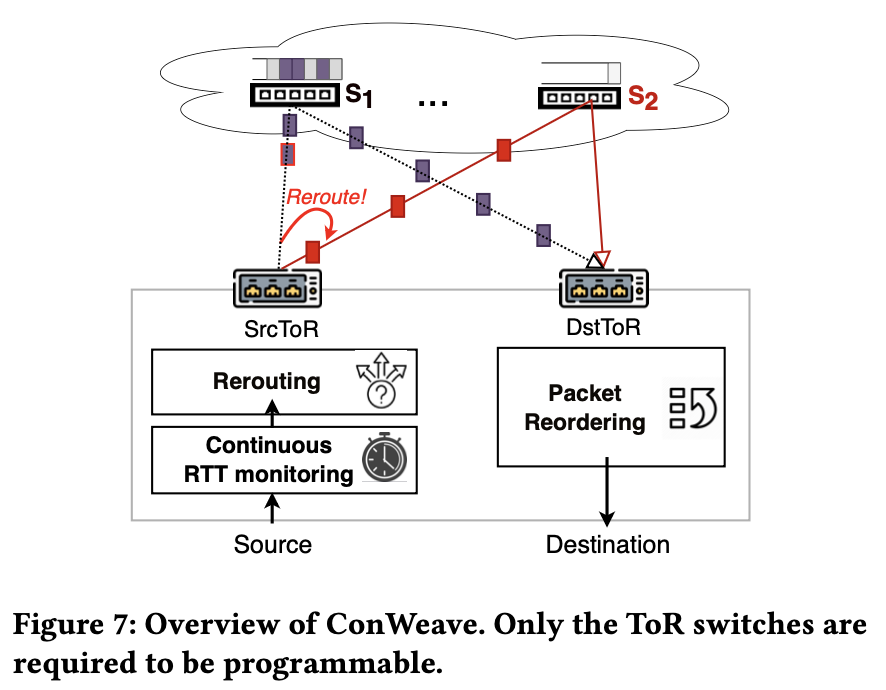 S1
...
S2
Reroute!
SrcToR
DstToR
Rerouting
?
Continuous
RTT monitoring
Packet
Reordering
Source
Destination
Figure 7: Overview of ConWeave. Only the ToR switches are
required to be programmable.